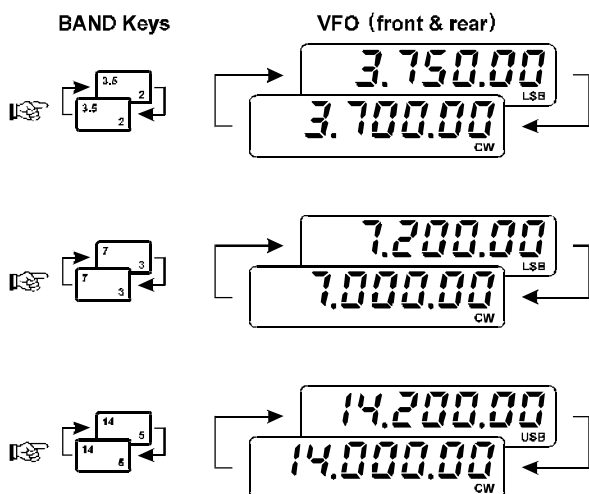 BAND Keys
VFO (front & rear)
3.5
2
3.5
2
3.750.00
LSB
3.700.00
CW
7
3
7
3
7.200.00
LSB
7.000.00
CW
14
5
14
5
14.200.00
USB
14.000.00
CW